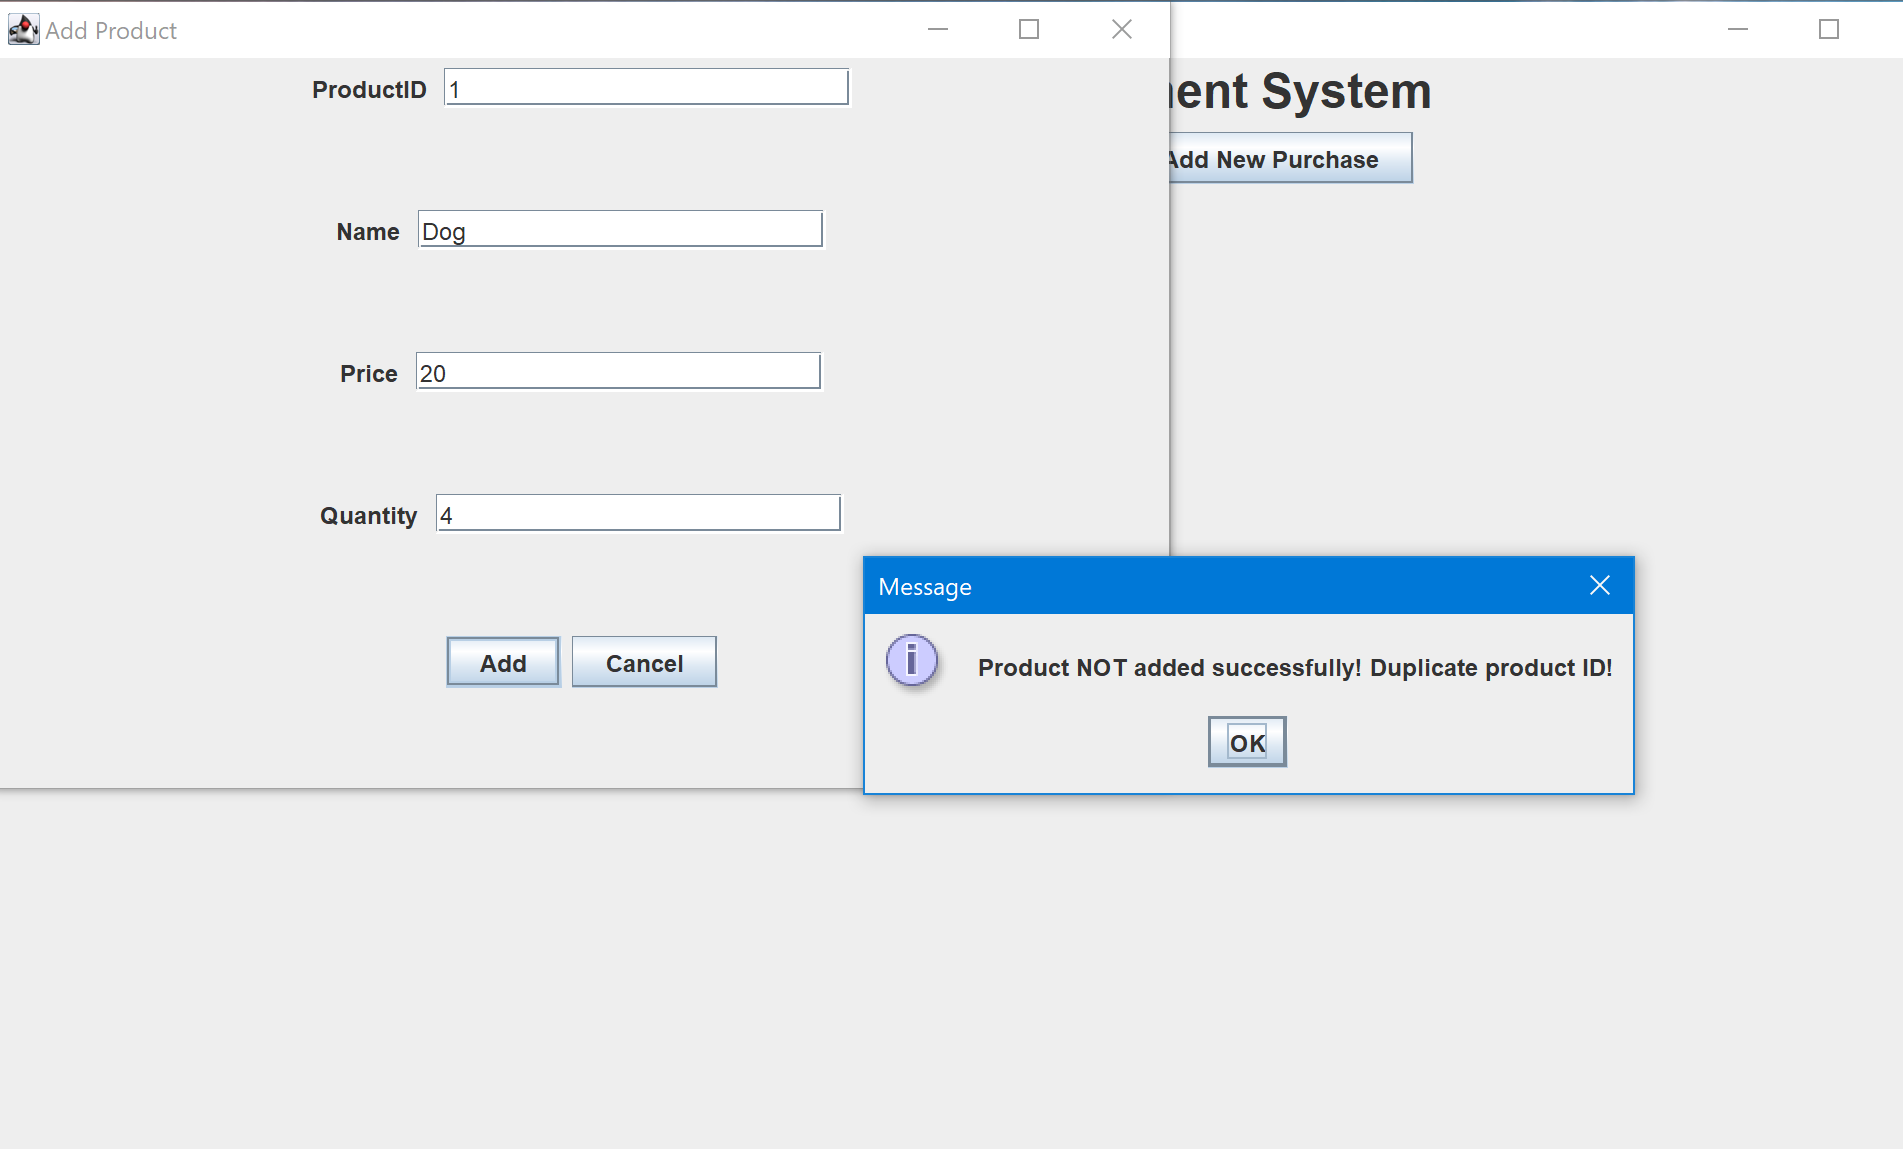 Add Product
ProductID 1
System
Add New Purchase
Name Dog
Price 20
Quantity 4
Add Cancel
Message
Product NOT added successfully! Duplicate product ID!
OK